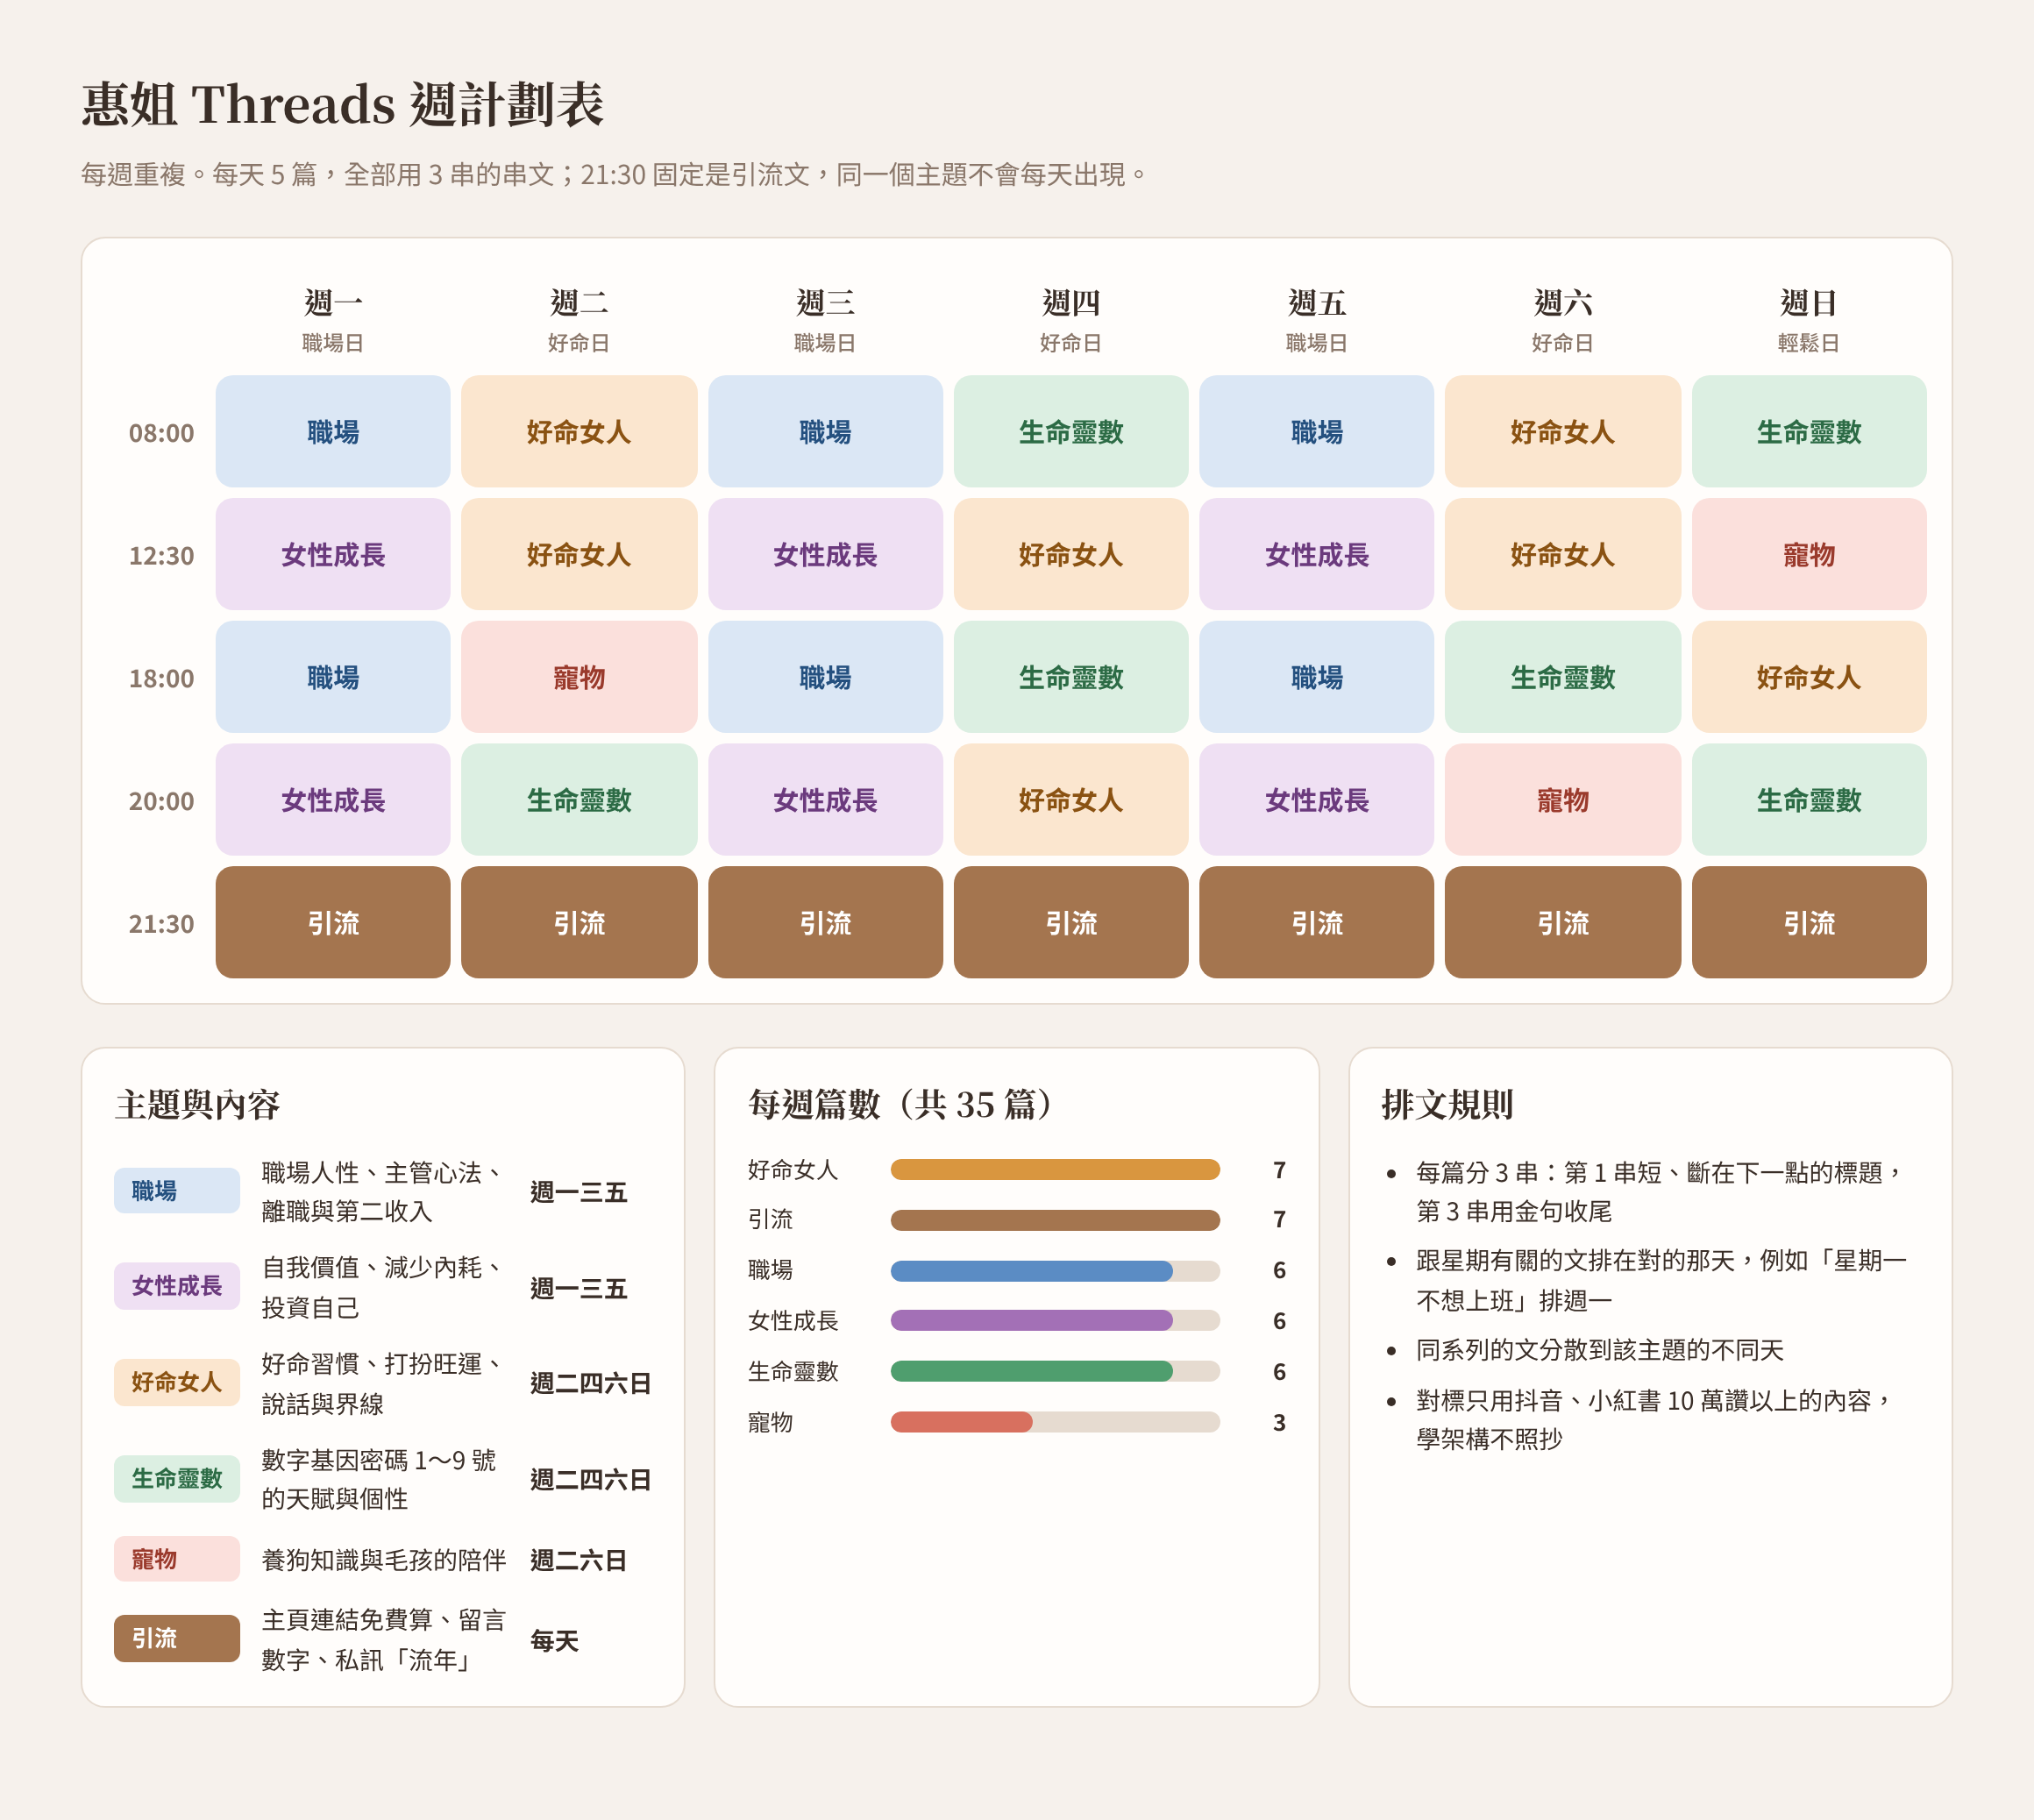 惠姐 Threads 週計劃表
每週重複。每天 5 篇，全部用 3 串的串文；21:30 固定是引流文，同一個主題不會每天出現。
週一 週二 週三 週四 週五 週六 週日
職場日 好命日 職場日 好命日 職場日 好命日 輕鬆日
08:00 職場 好命女人 職場 生命靈數 職場 好命女人 生命靈數
12:30 女性成長 好命女人 女性成長 好命女人 女性成長 好命女人 寵物
18:00 職場 寵物 職場 生命靈數 職場 生命靈數 好命女人
20:00 女性成長 生命靈數 女性成長 好命女人 女性成長 寵物 生命靈數
21:30 引流 引流 引流 引流 引流 引流 引流
主題與內容
職場 職場人性、主管心法、 週一三五
離職與第二收入
女性成長 自我價值、減少內耗、 週一三五
投資自己
好命女人 好命習慣、打扮旺運、 週二四六日
說話與界線
生命靈數 數字基因密碼 1～9 號 週二四六日
的天賦與個性
寵物 養狗知識與毛孩的陪伴 週二六日
引流 主頁連結免費算、留言 每天
數字、私訊「流年」
每週篇數（共 35 篇）
好命女人 7
引流 7
職場 6
女性成長 6
生命靈數 6
寵物 3
排文規則
• 每篇分 3 串：第 1 串短、斷在下一點的標題，
第 3 串用金句收尾
• 跟星期有關的文排在對的那天，例如「星期一
不想上班」排週一
• 同系列的文分散到該主題的不同天
• 對標只用抖音、小紅書 10 萬讚以上的內容，
學架構不照抄